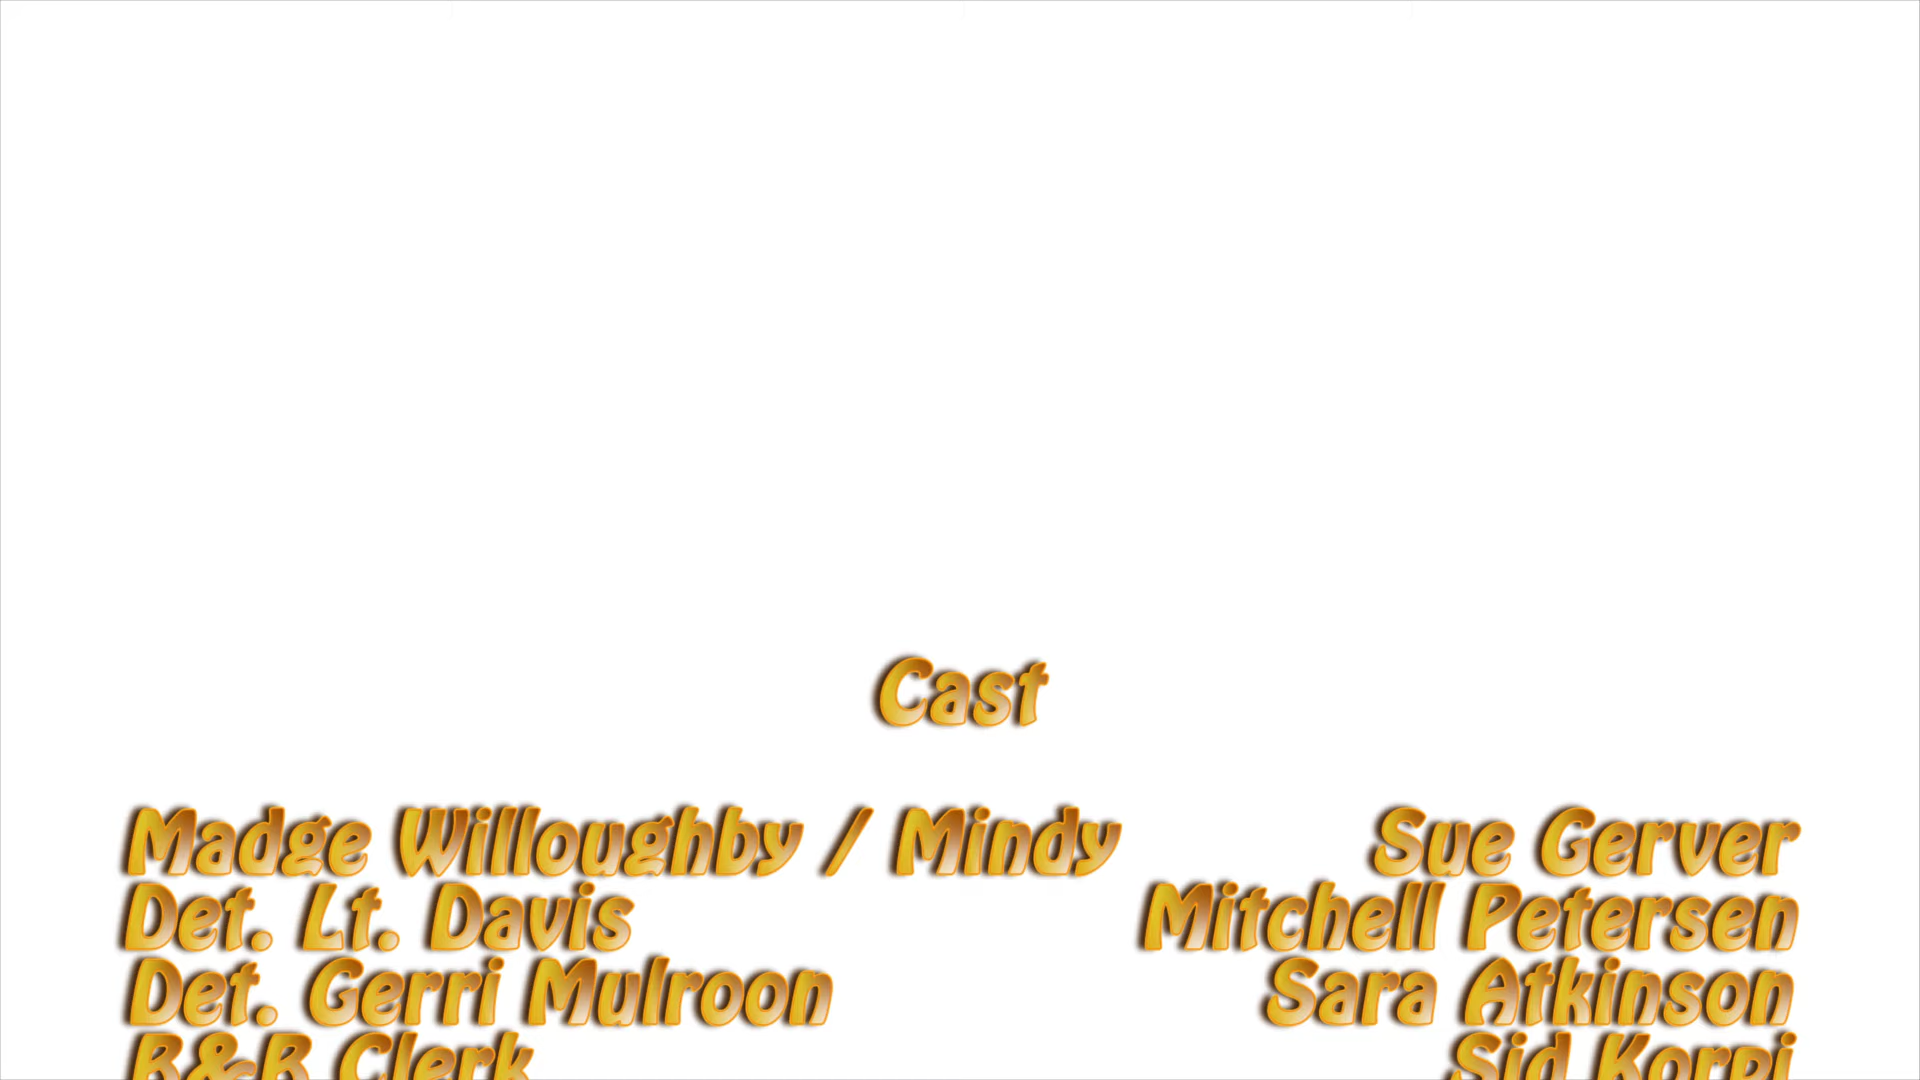 Cast
Madge Willoughby / Mindy Sue Gerver
Det. Lt. Davis Mitchell Petersen
Det. Gerri Mulroon Sara Atkinson
B&B Clerk Sid Korpi